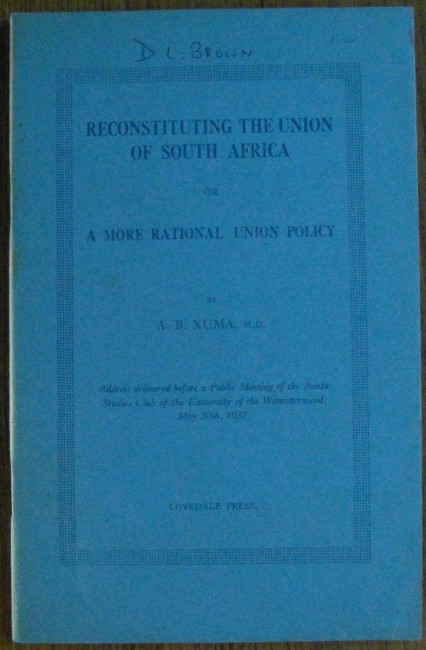 D L. BROWN
RECONSTITUTING THE UNION
OF SOUTH AFRICA
OR
A MORE RATIONAL UNION POLICY
BY
A. B. XUMA, M.D.
Address delivered before a Public Meeting of the Bantu
Studies Club of the University of the Witwatersrand,
May 30th, 1932.
LOVEDALE PRESS.